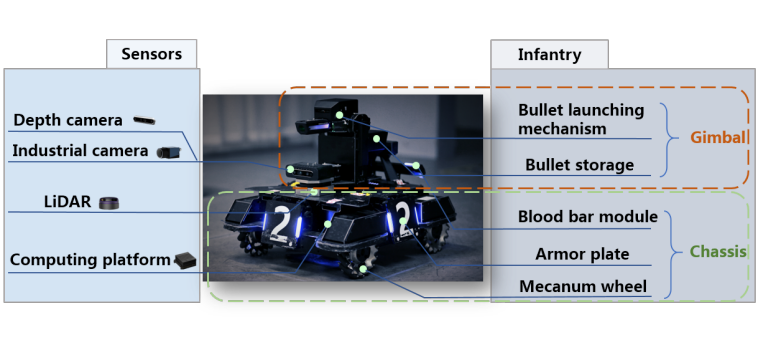 Sensors
Infantry
Depth camera
Industrial camera
LiDAR
Computing platform
2
2
Bullet launching
mechanism
Bullet storage
Gimbal
Blood bar module
Armor plate
Mecanum wheel
Chassis